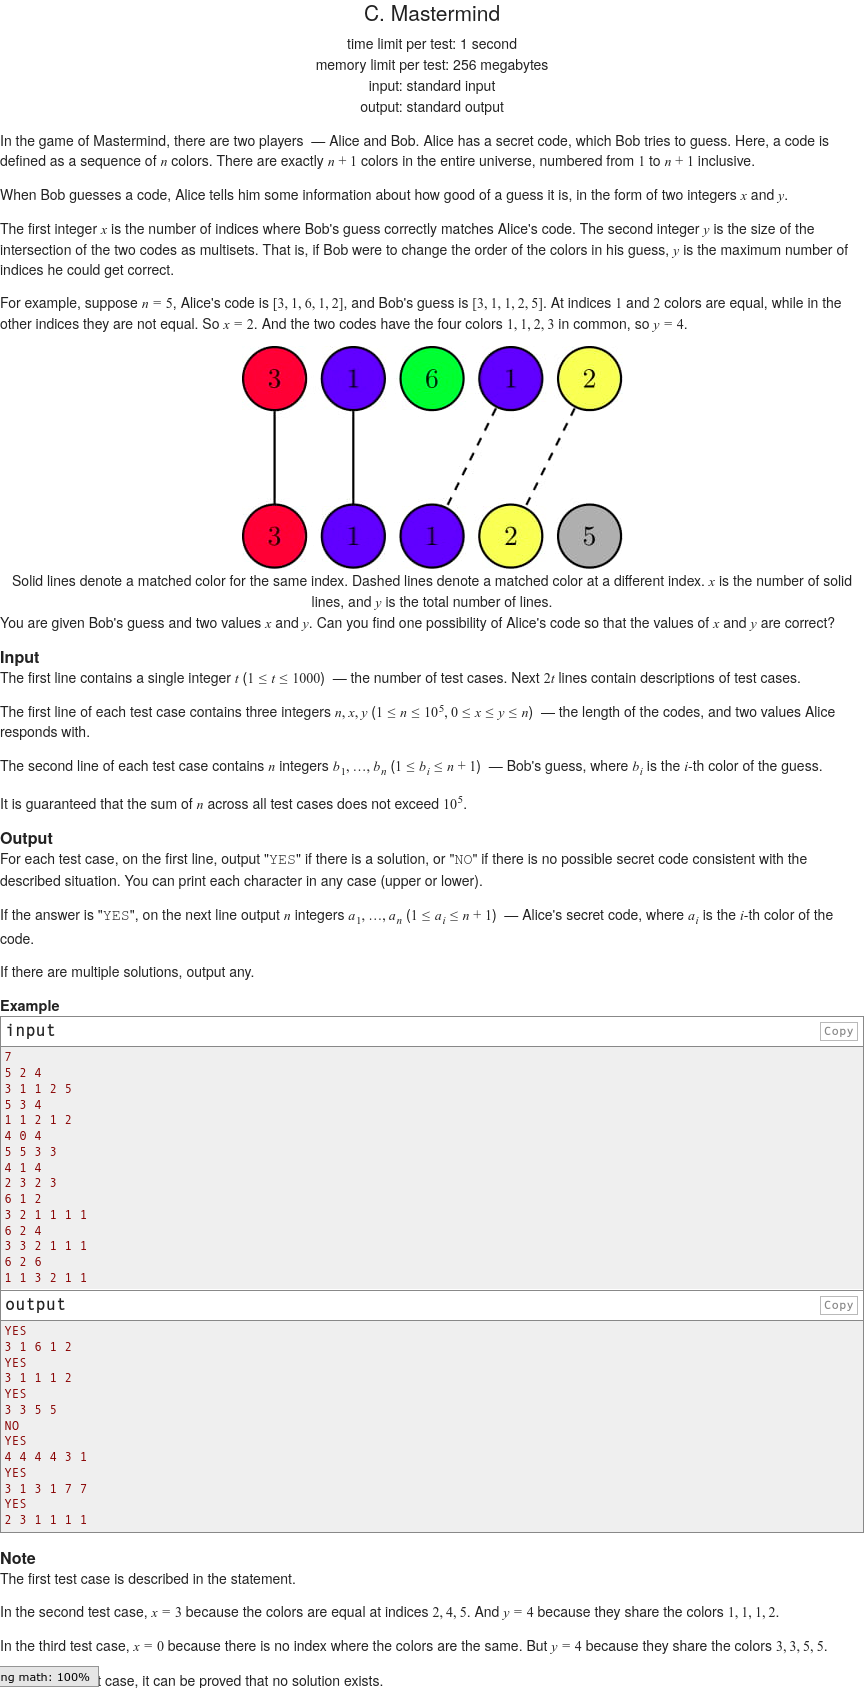 C. Mastermind
time limit per test: 1 second
memory limit per test: 256 megabytes
input: standard input
output: standard output
In the game of Mastermind, there are two players — Alice and Bob. Alice has a secret code, which Bob tries to guess. Here, a code is
defined as a sequence of n colors. There are exactly n + 1 colors in the entire universe, numbered from 1 to n + 1 inclusive.
When Bob guesses a code, Alice tells him some information about how good of a guess it is, in the form of two integers x and y.
The first integer x is the number of indices where Bob's guess correctly matches Alice's code. The second integer y is the size of the
intersection of the two codes as multisets. That is, if Bob were to change the order of the colors in his guess, y is the maximum number of
indices he could get correct.
For example, suppose n = 5, Alice's code is [3, 1, 6, 1, 2], and Bob's guess is [3, 1, 1, 2, 5]. At indices 1 and 2 colors are equal, while in the
other indices they are not equal. So x = 2. And the two codes have the four colors 1, 1, 2, 3 in common, so y = 4.
3 1 6 1 2
3 1 1 2 5
Solid lines denote a matched color for the same index. Dashed lines denote a matched color at a different index. x is the number of solid
lines, and y is the total number of lines.
You are given Bob's guess and two values x and y. Can you find one possibility of Alice's code so that the values of x and y are correct?
Input
The first line contains a single integer t (1 ≤ t ≤ 1000) — the number of test cases. Next 2t lines contain descriptions of test cases.
The first line of each test case contains three integers n, x, y (1 ≤ n ≤ 10⁵, 0 ≤ x ≤ y ≤ n) — the length of the codes, and two values Alice
responds with.
The second line of each test case contains n integers b₁, …, bₙ (1 ≤ bᵢ ≤ n + 1) — Bob's guess, where bᵢ is the i-th color of the guess.
It is guaranteed that the sum of n across all test cases does not exceed 10⁵.
Output
For each test case, on the first line, output "YES" if there is a solution, or "NO" if there is no possible secret code consistent with the
described situation. You can print each character in any case (upper or lower).
If the answer is "YES", on the next line output n integers a₁, …, aₙ (1 ≤ aᵢ ≤ n + 1) — Alice's secret code, where aᵢ is the i-th color of the
code.
If there are multiple solutions, output any.
Example
input
Copy
7
5 2 4
3 1 1 2 5
5 3 4
1 1 2 1 2
4 0 4
5 5 3 3
4 1 4
2 3 2 3
6 1 2
3 2 1 1 1 1
6 2 4
3 3 2 1 1 1
6 2 6
1 1 3 2 1 1
output
Copy
YES
3 1 6 1 2
YES
3 1 1 1 2
YES
3 3 5 5
NO
YES
4 4 4 4 3 1
YES
3 1 3 1 7 7
YES
2 3 1 1 1 1
Note
The first test case is described in the statement.
In the second test case, x = 3 because the colors are equal at indices 2, 4, 5. And y = 4 because they share the colors 1, 1, 1, 2.
In the third test case, x = 0 because there is no index where the colors are the same. But y = 4 because they share the colors 3, 3, 5, 5.
ng math: 100%
t case, it can be proved that no solution exists.